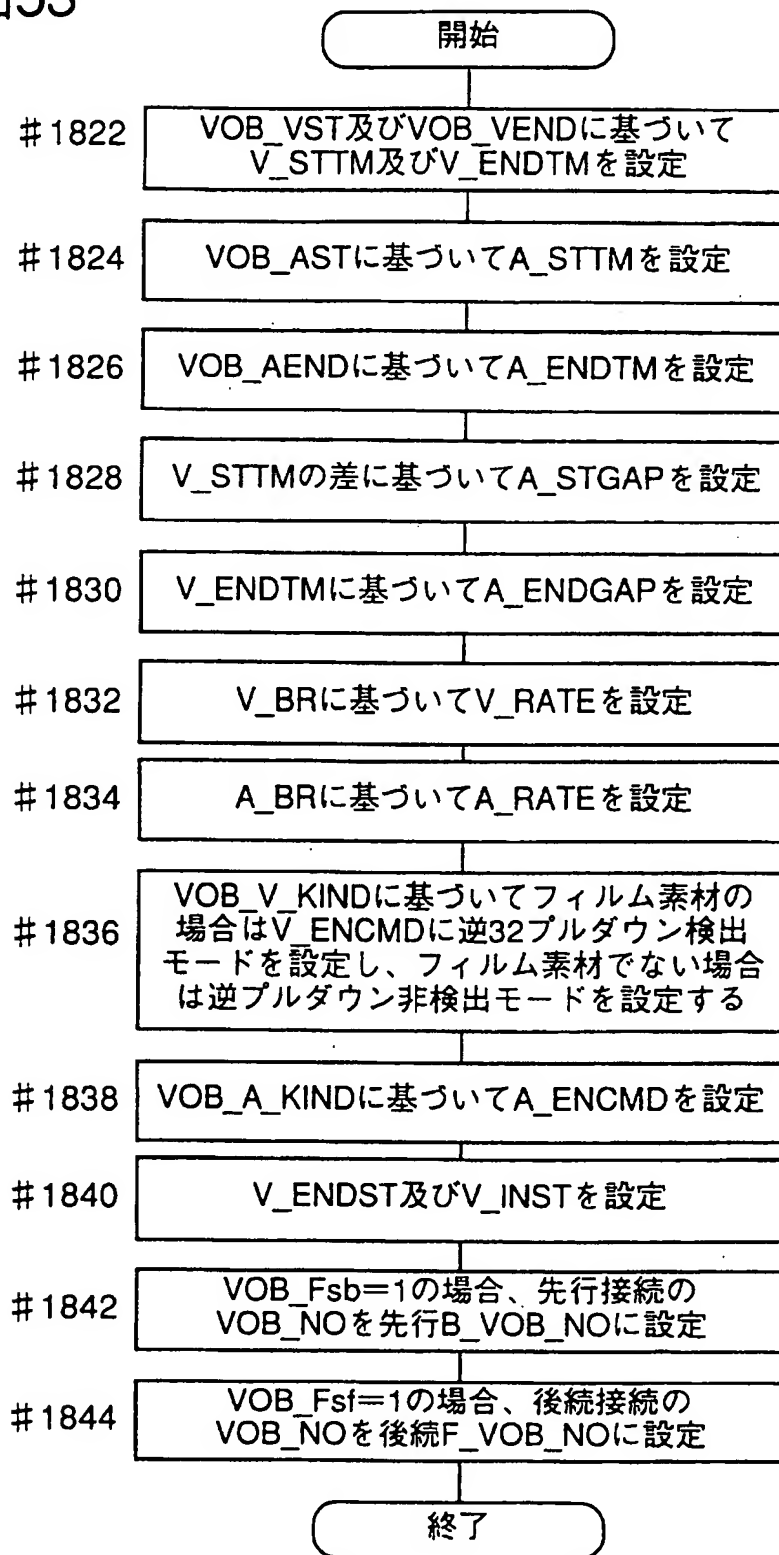 53
開始
#1822
VOB_VST及びVOB_VENDに基づいて
V_STTM及びV_ENDTMを設定
#1824
VOB_ASTに基づいてA_STTMを設定
#1826
VOB_AENDに基づいてA_ENDTMを設定
#1828
V_STTMの差に基づいてA_STGAPを設定
#1830
V_ENDTMに基づいてA_ENDGAPを設定
#1832
V_BRに基づいてV_RATEを設定
#1834
A_BRに基づいてA_RATEを設定
#1836
VOB_V_KINDに基づいてフィルム素材の
場合はV_ENCMDに逆32プルダウン検出
モードを設定し、フィルム素材でない場合
は逆プルダウン非検出モードを設定する
#1838
VOB_A_KINDに基づいてA_ENCMDを設定
#1840
V_ENDST及びV_INSTを設定
#1842
VOB_Fsb=1の場合、先行接続の
VOB_NOを先行B_VOB_NOに設定
#1844
VOB_Fsf=1の場合、後続接続の
VOB_NOを後続F_VOB_NOに設定
終了